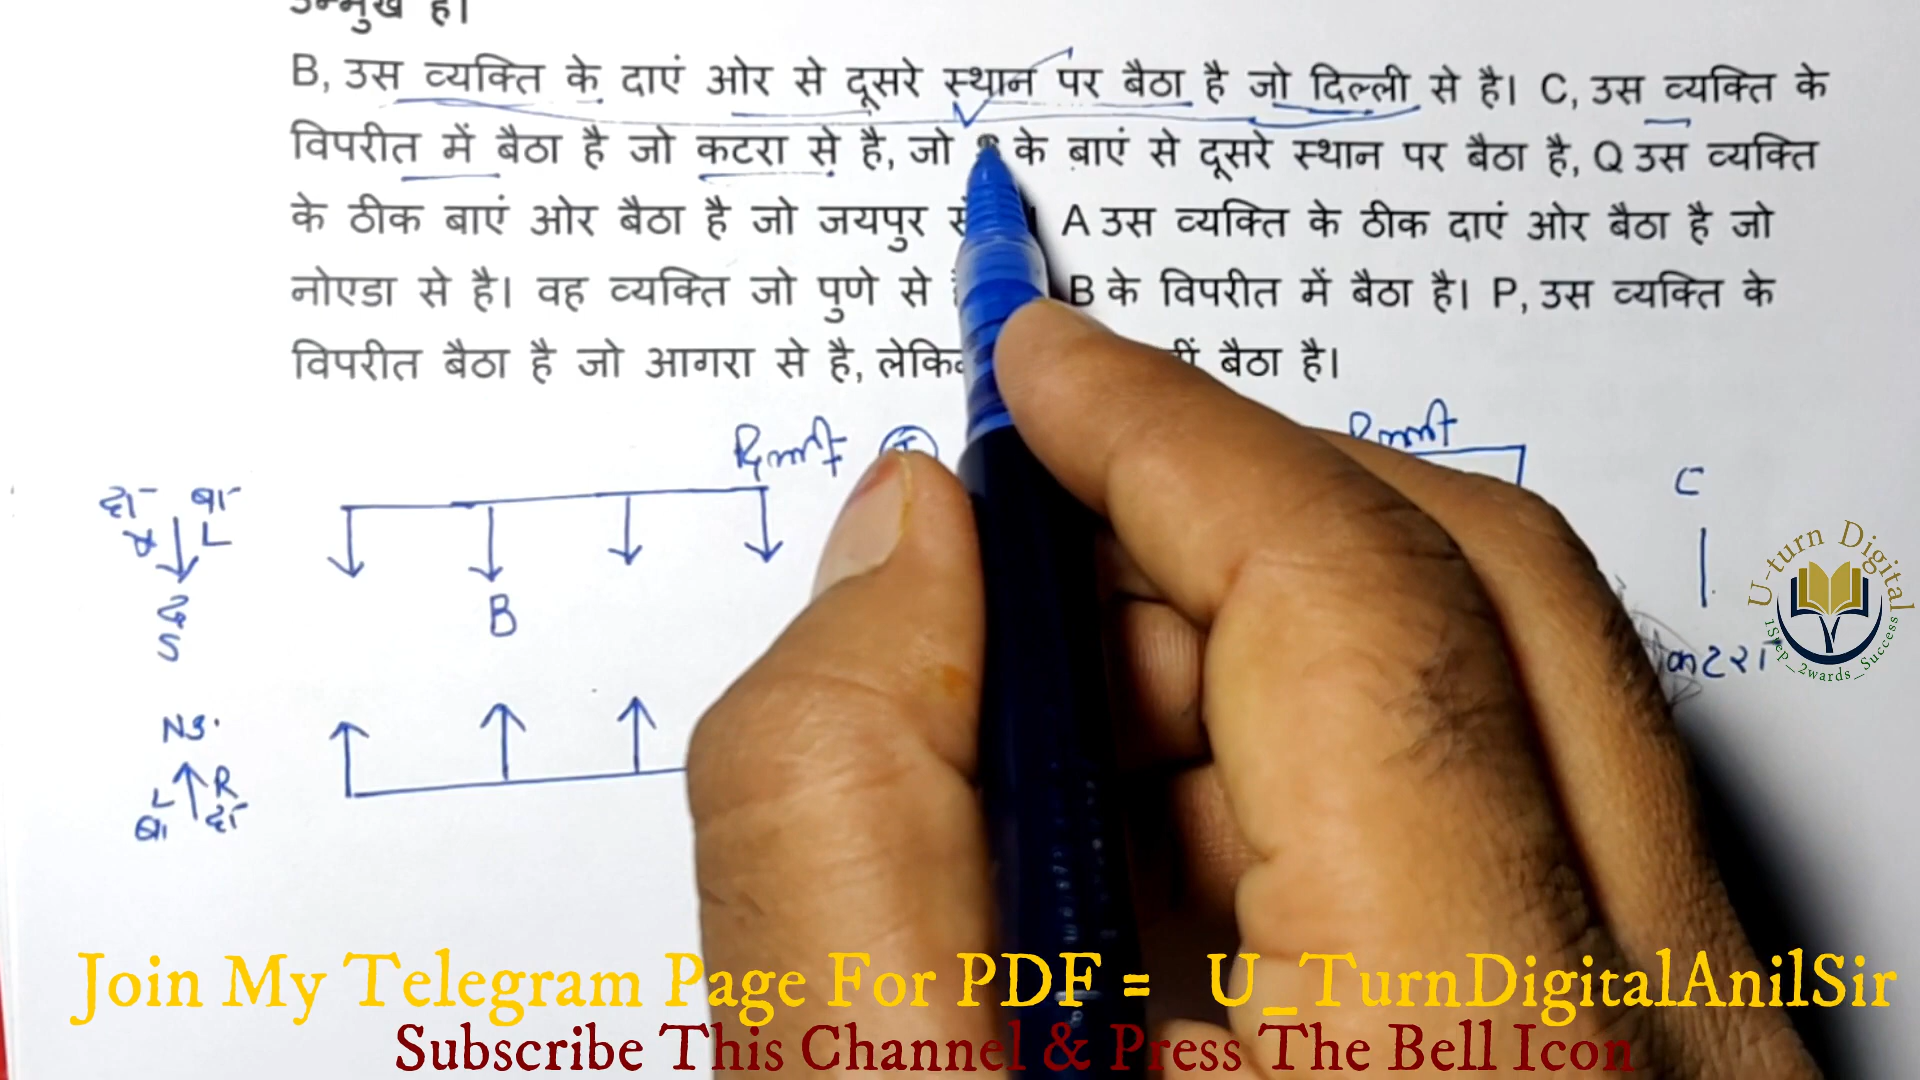 उन्मुख है।
B, उस व्यक्ति के दाएं ओर से दूसरे स्थान पर बैठा है जो दिल्ली से है। C, उस व्यक्ति के
विपरीत में बैठा है जो कटरा से है, जो के बाएं से दूसरे स्थान पर बैठा है, Q उस व्यक्ति
के ठीक बाएं ओर बैठा है जो जयपुर A उस व्यक्ति के ठीक दाएं ओर बैठा है जो
नोएडा से है। वह व्यक्ति जो पुणे से B के विपरीत में बैठा है। P, उस व्यक्ति के
विपरीत बैठा है जो आगरा से है, बैठा है।
C
L
B
S
कटरा
L R
U-turn Digital
1Step_2wards_Success
Join My Telegram Page For PDF = U_TurnDigitalAnilSir
Subscribe This Channel & Press The Bell Icon